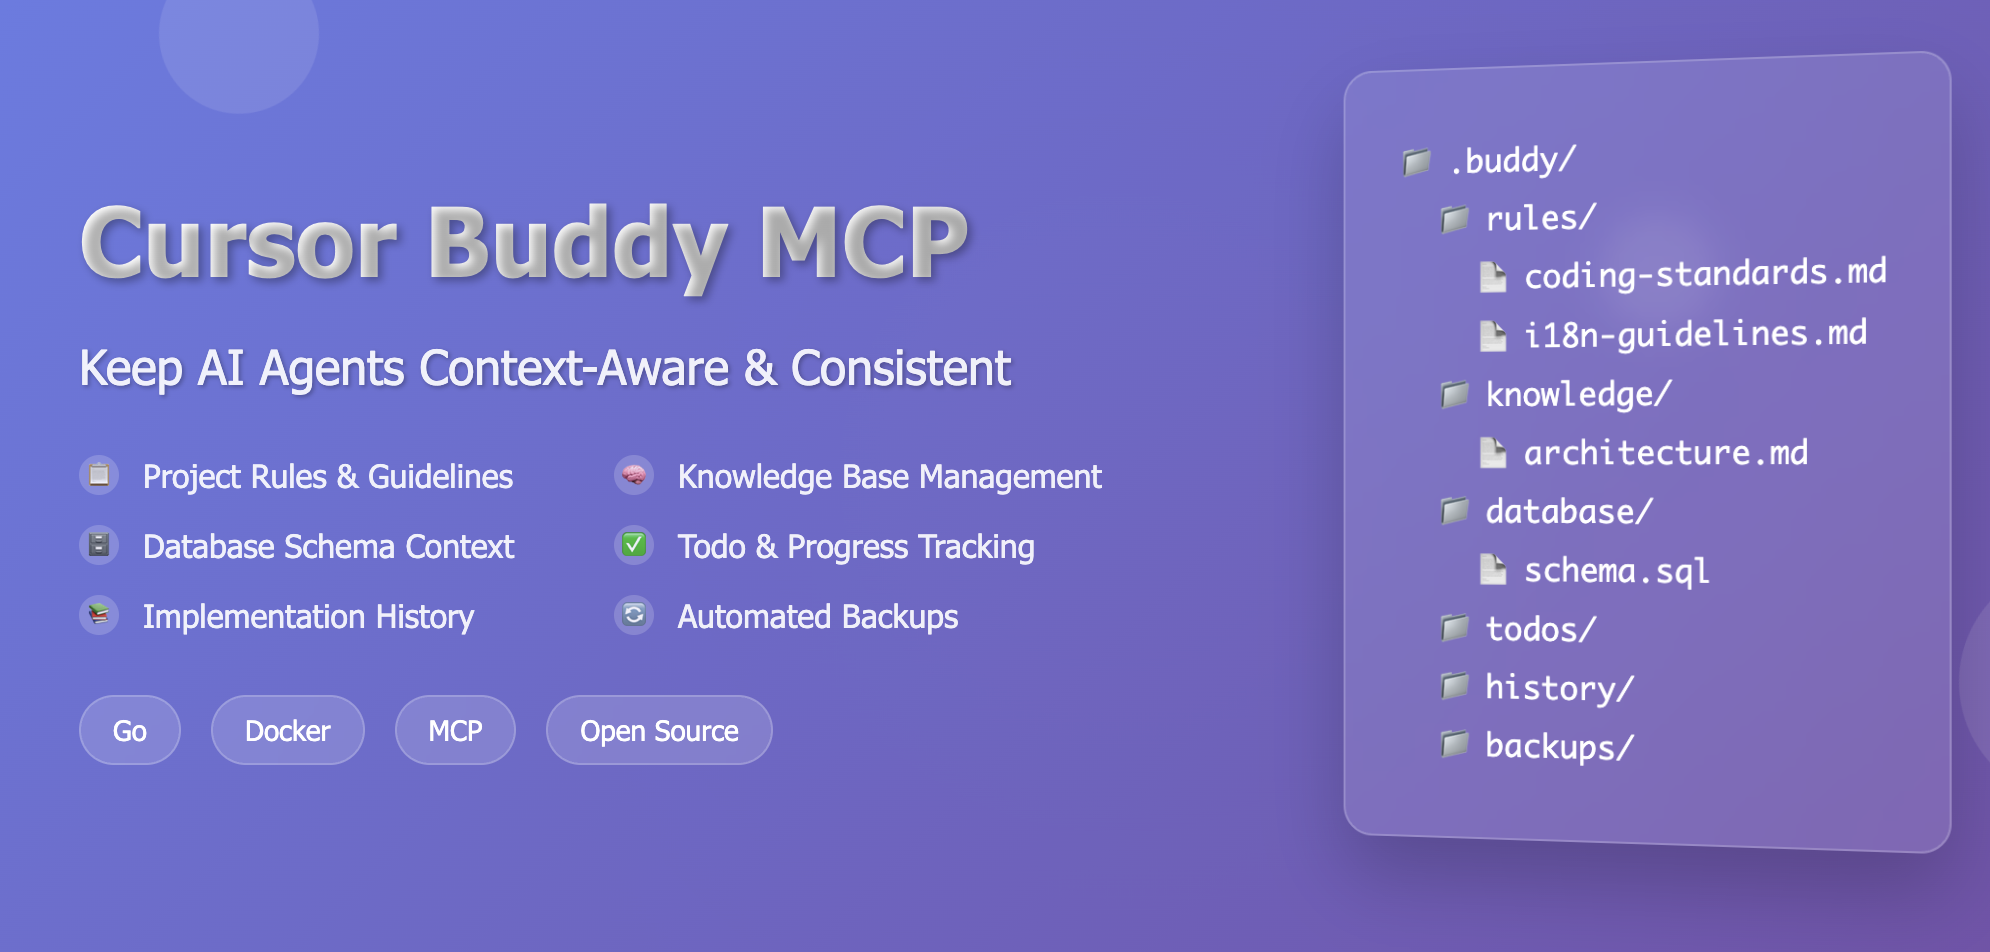 Cursor Buddy MCP
Keep AI Agents Context-Aware & Consistent
Project Rules & Guidelines
Knowledge Base Management
Database Schema Context
Todo & Progress Tracking
Implementation History
Automated Backups
Go
Docker
MCP
Open Source
.buddy/
rules/
coding-standards.md
i18n-guidelines.md
knowledge/
architecture.md
database/
schema.sql
todos/
history/
backups/